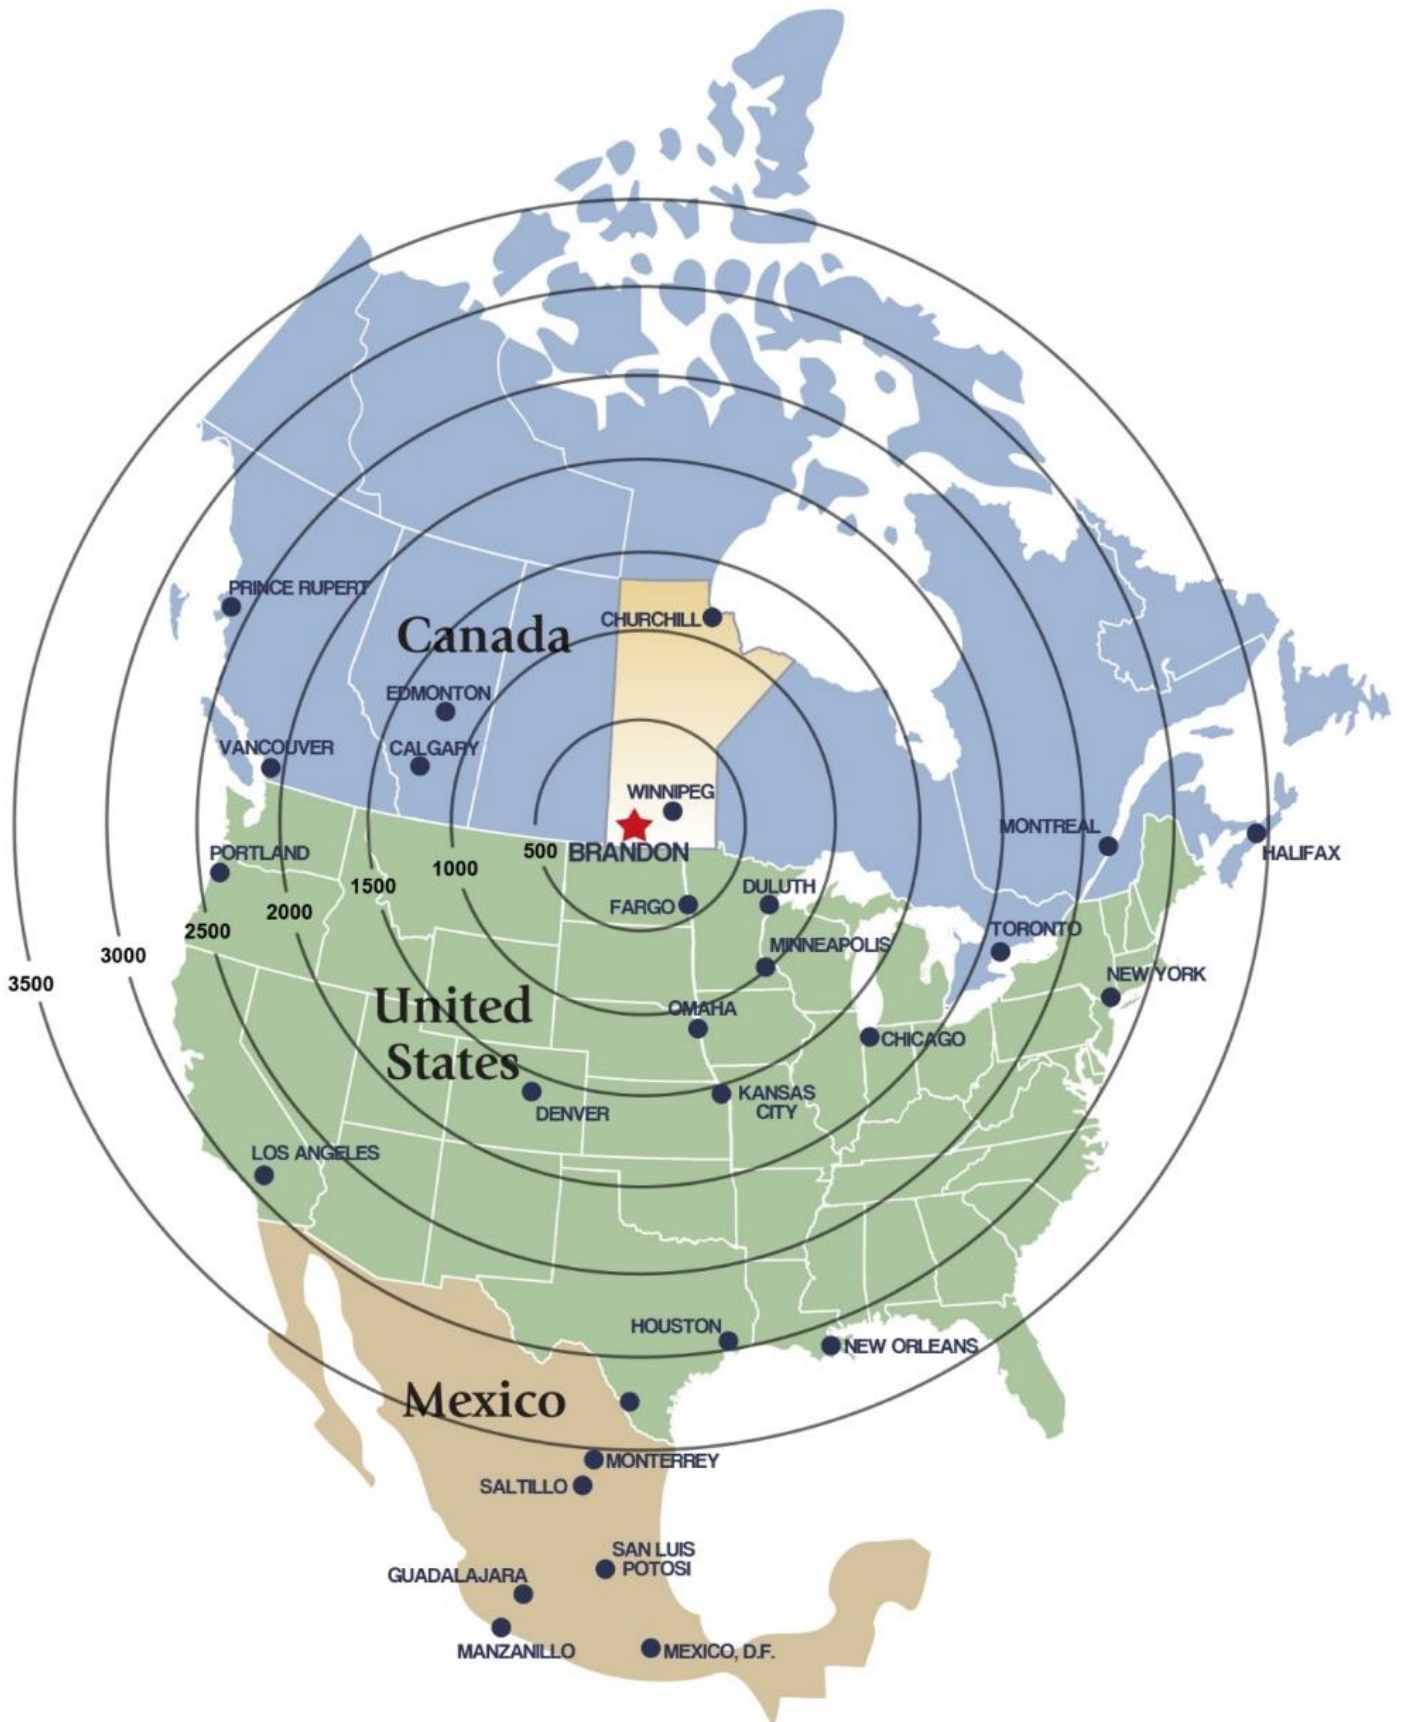 PRINCE RUPERT
CHURCHILL
Canada
EDMONTON
VANCOUVER
CALGARY
WINNIPEG
MONTREAL
PORTLAND
500
BRANDON
HALIFAX
1000
1500
DULUTH
FARGO
2000
2500
TORONTO
MINNEAPOLIS
3000
NEW YORK
3500
United
States
OMAHA
CHICAGO
DENVER
KANSAS
CITY
LOS ANGELES
HOUSTON
NEW ORLEANS
Mexico
MONTERREY
SALTILLO
SAN LUIS
POTOSI
GUADALAJARA
MANZANILLO
MEXICO, D.F.